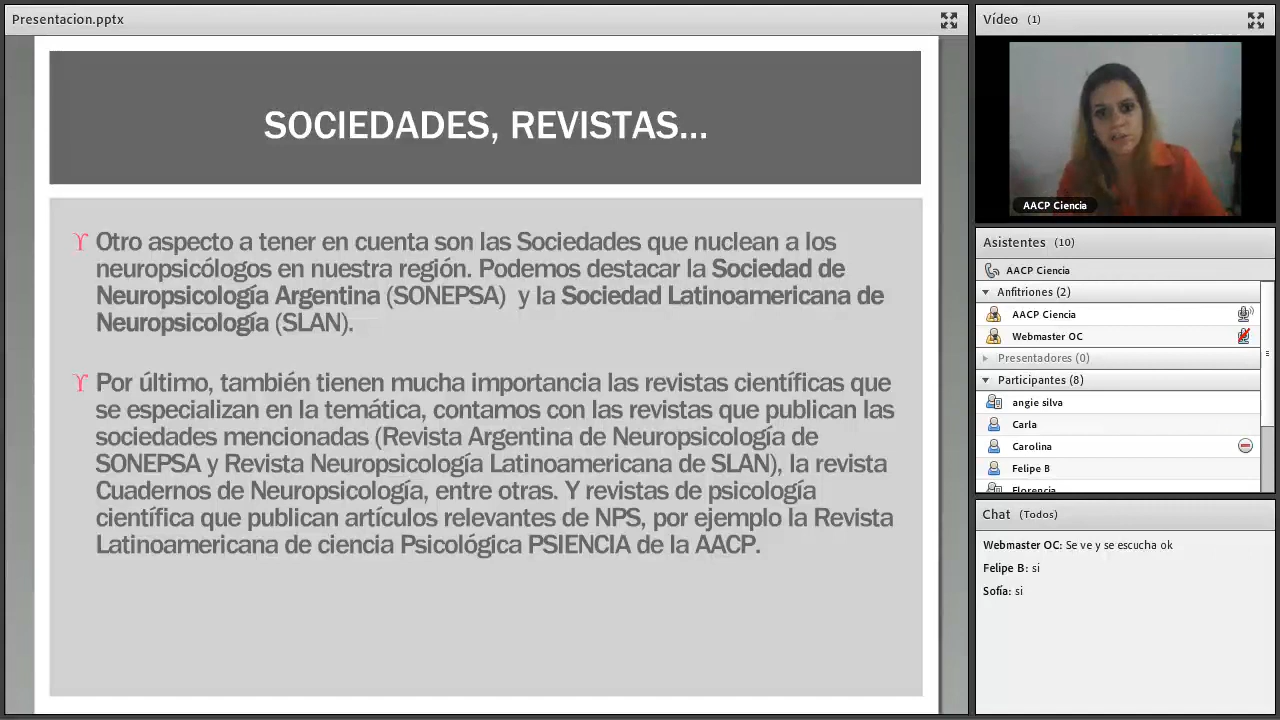 Presentacion.pptx
SOCIEDADES, REVISTAS...
Otro aspecto a tener en cuenta son las Sociedades que nuclean a los
neuropsicólogos en nuestra región. Podemos destacar la Sociedad de
Neuropsicología Argentina (SONEPSA) y la Sociedad Latinoamericana de
Neuropsicología (SLAN).
Por último, también tienen mucha importancia las revistas científicas que
se especializan en la temática, contamos con las revistas que publican las
sociedades mencionadas (Revista Argentina de Neuropsicología de
SONEPSA y Revista Neuropsicología Latinoamericana de SLAN), la revista
Cuadernos de Neuropsicología, entre otras. Y revistas de psicología
científica que publican artículos relevantes de NPS, por ejemplo la Revista
Latinoamericana de ciencia Psicológica PSIENCIA de la AACP.
Vídeo (1)
AACP Ciencia
Asistentes (10)
AACP Ciencia
Anfitriones (2)
AACP Ciencia
Webmaster OC
Presentadores (0)
Participantes (8)
angie silva
Carla
Carolina
Felipe B
Florencia
Chat (Todos)
Webmaster OC: Se ve y se escucha ok
Felipe B: si
Sofía: si